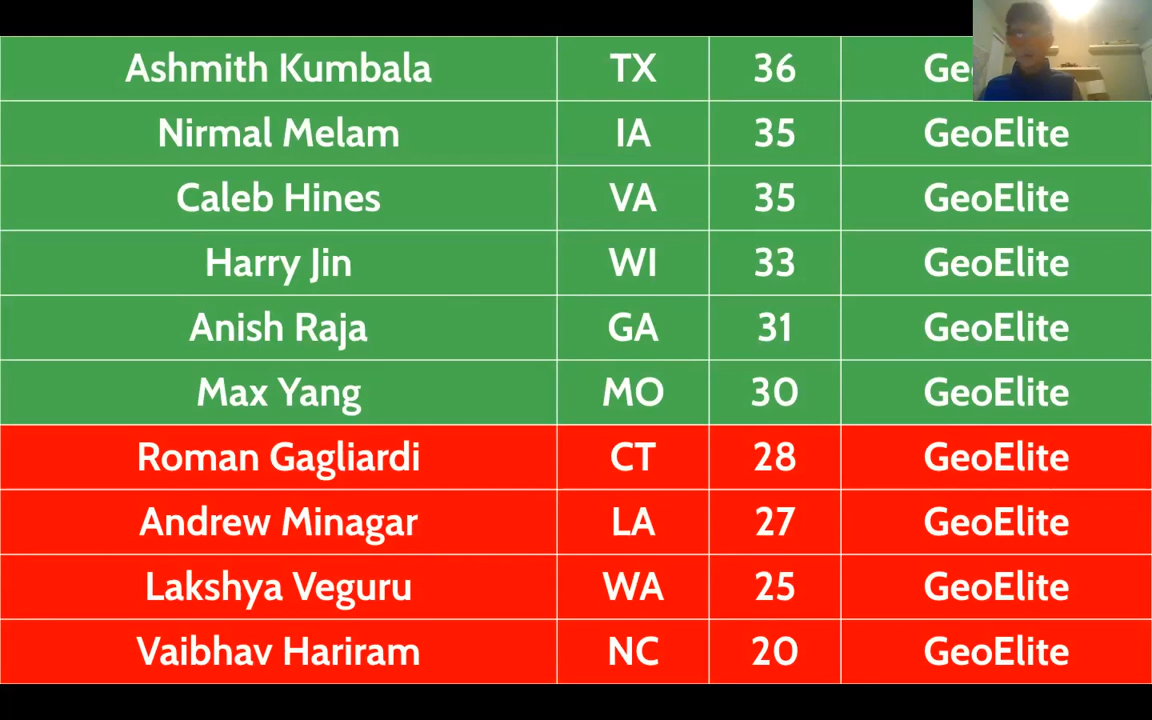 Ashmith Kumbala TX 36
Nirmal Melam IA 35 GeoElite
Caleb Hines VA 35 GeoElite
Harry Jin WI 33 GeoElite
Anish Raja GA 31 GeoElite
Max Yang MO 30 GeoElite
Roman Gagliardi CT 28 GeoElite
Andrew Minagar LA 27 GeoElite
Lakshya Veguru WA 25 GeoElite
Vaibhav Hariram NC 20 GeoElite